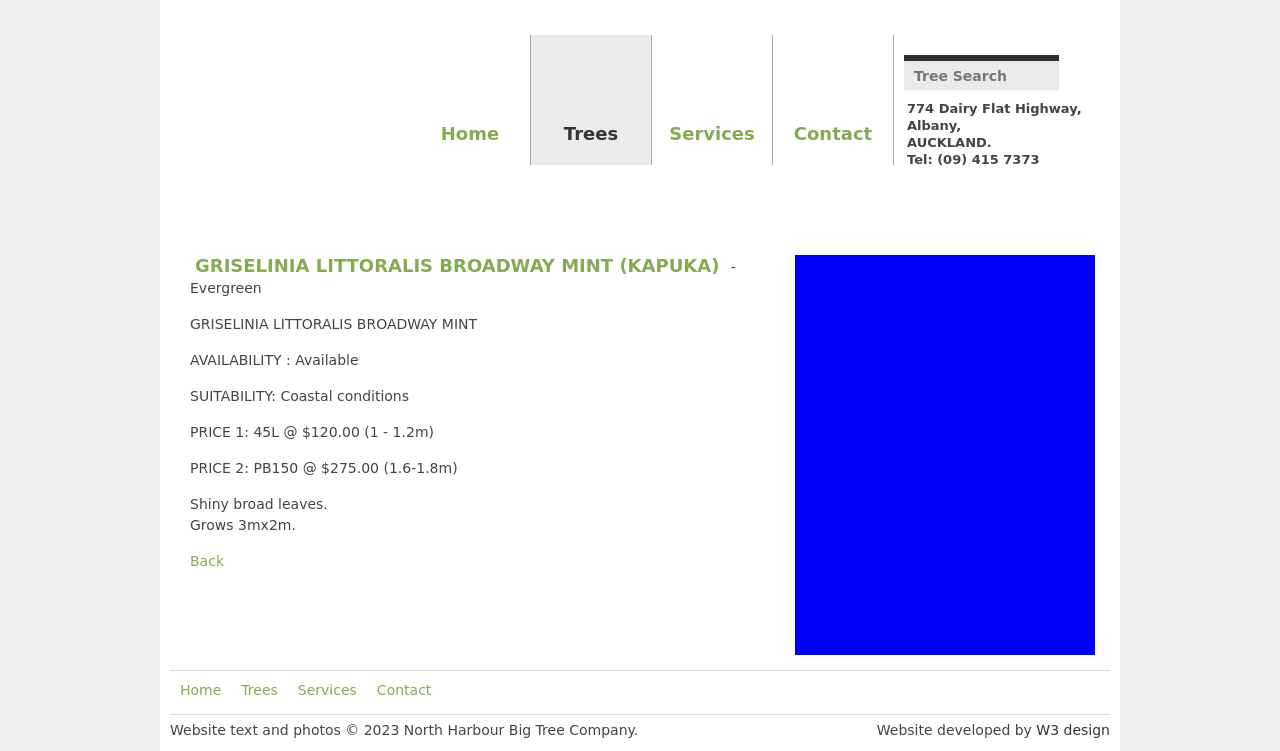 Home
Trees
Services
Contact
Tree Search
774 Dairy Flat Highway,
Albany,
AUCKLAND.
Tel: (09) 415 7373
GRISELINIA LITTORALIS BROADWAY MINT (KAPUKA) -
Evergreen
GRISELINIA LITTORALIS BROADWAY MINT
AVAILABILITY : Available
SUITABILITY: Coastal conditions
PRICE 1: 45L @ $120.00 (1 - 1.2m)
PRICE 2: PB150 @ $275.00 (1.6-1.8m)
Shiny broad leaves.
Grows 3mx2m.
Back
Home Trees Services Contact
Website text and photos © 2023 North Harbour Big Tree Company.
Website developed by W3 design